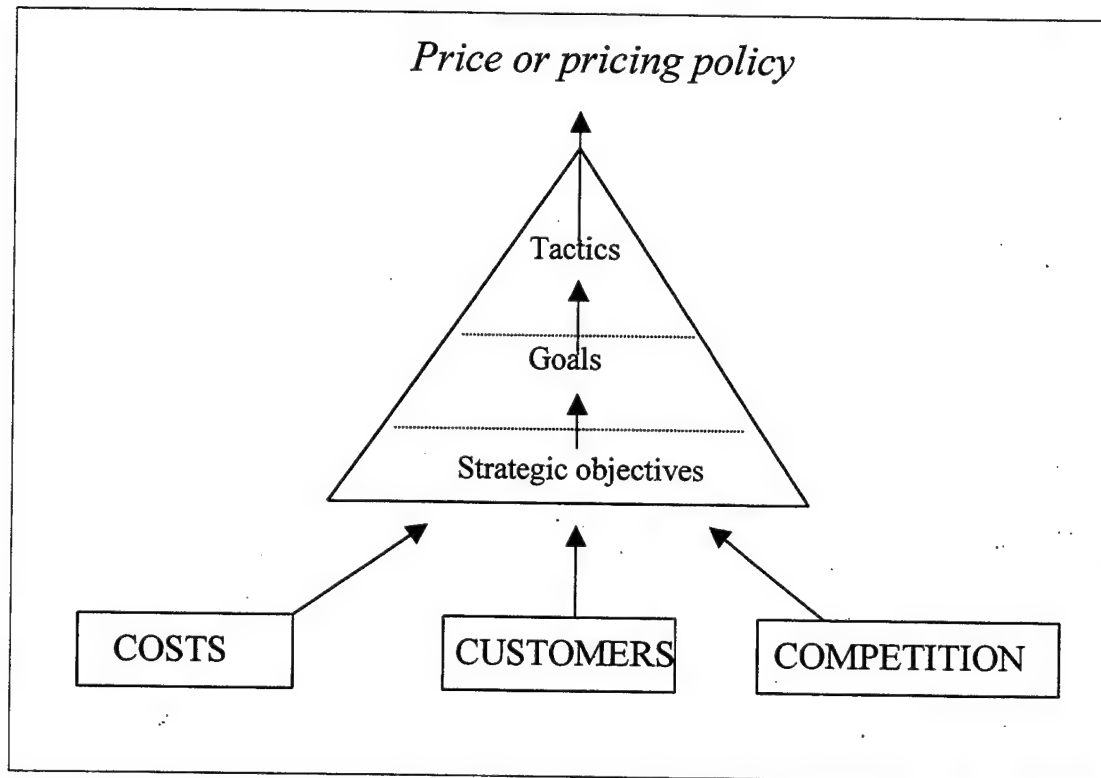 Price or pricing policy
Tactics
Goals
Strategic objectives
COSTS
CUSTOMERS
COMPETITION